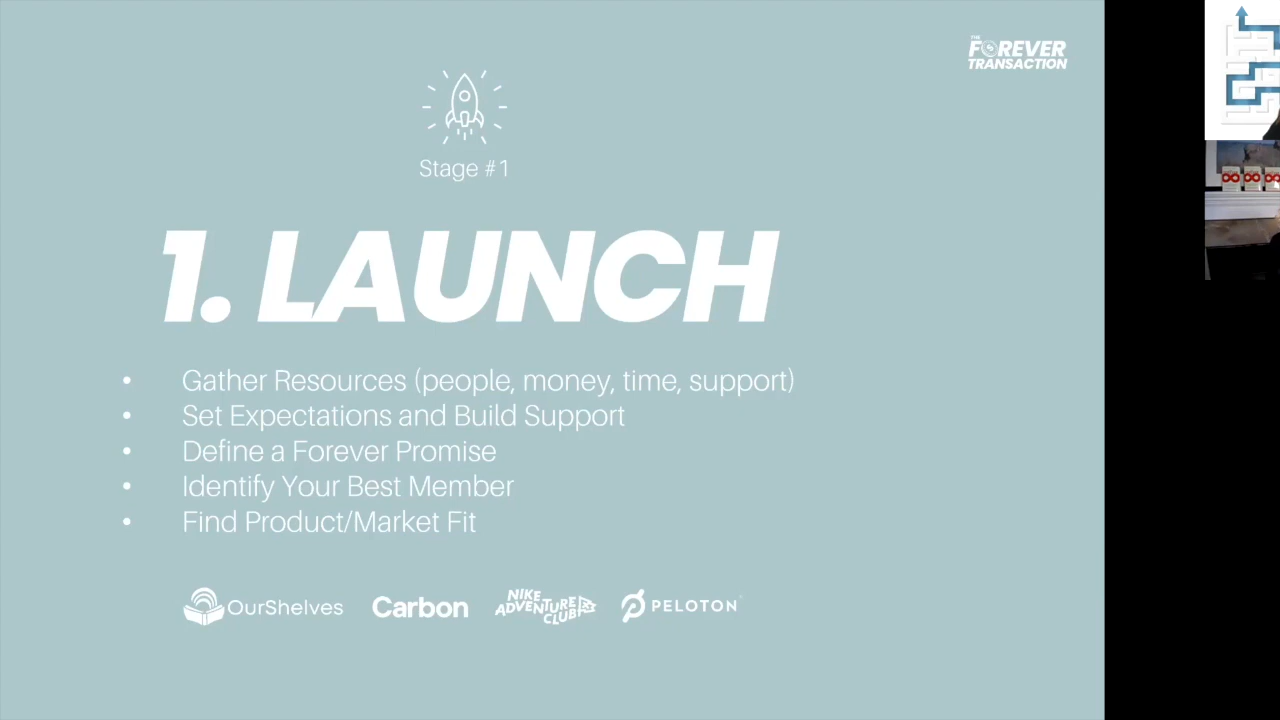 THE
FOREVER
TRANSACTION
Stage #1
1. LAUNCH
• Gather Resources (people, money, time, support)
• Set Expectations and Build Support
• Define a Forever Promise
• Identify Your Best Member
• Find Product/Market Fit
OurShelves Carbon NIKE ADVENTURE CLUB PELOTON